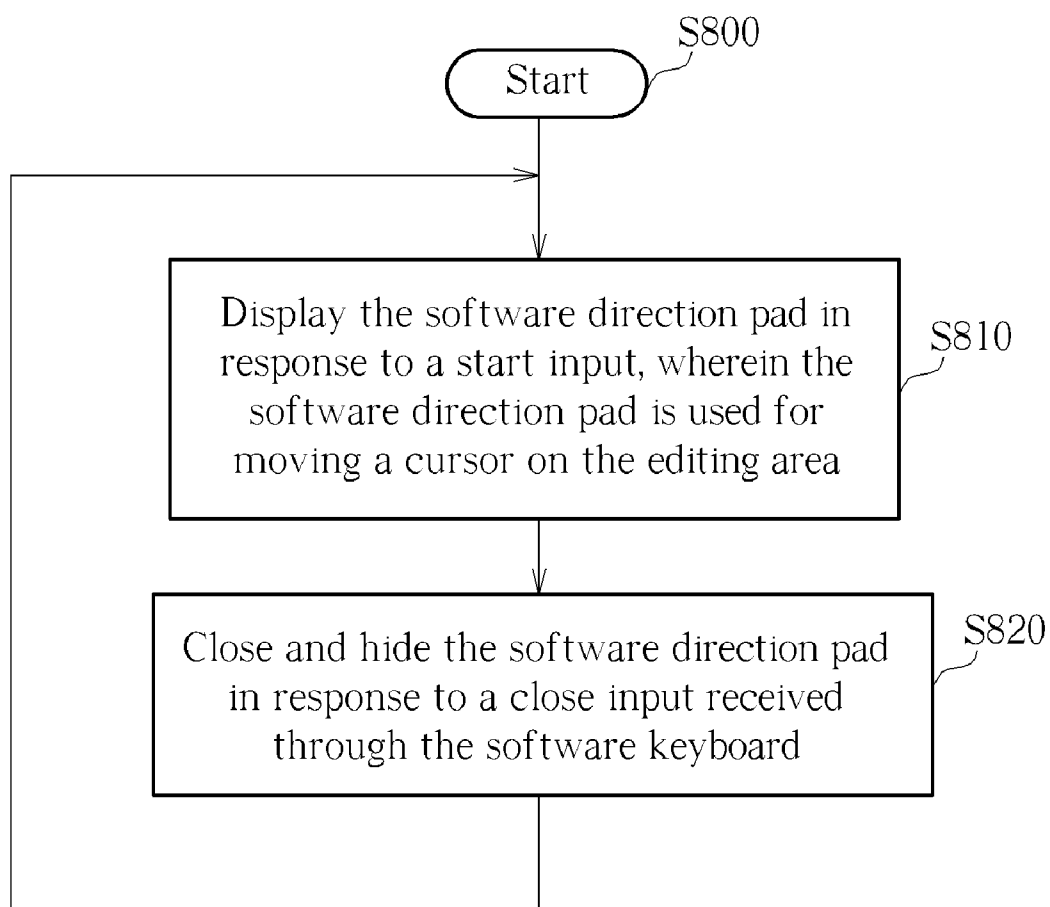 S800
Start
Display the software direction pad in
response to a start input, wherein the
software direction pad is used for
moving a cursor on the editing area
S810
Close and hide the software direction pad
in response to a close input received
through the software keyboard
S820